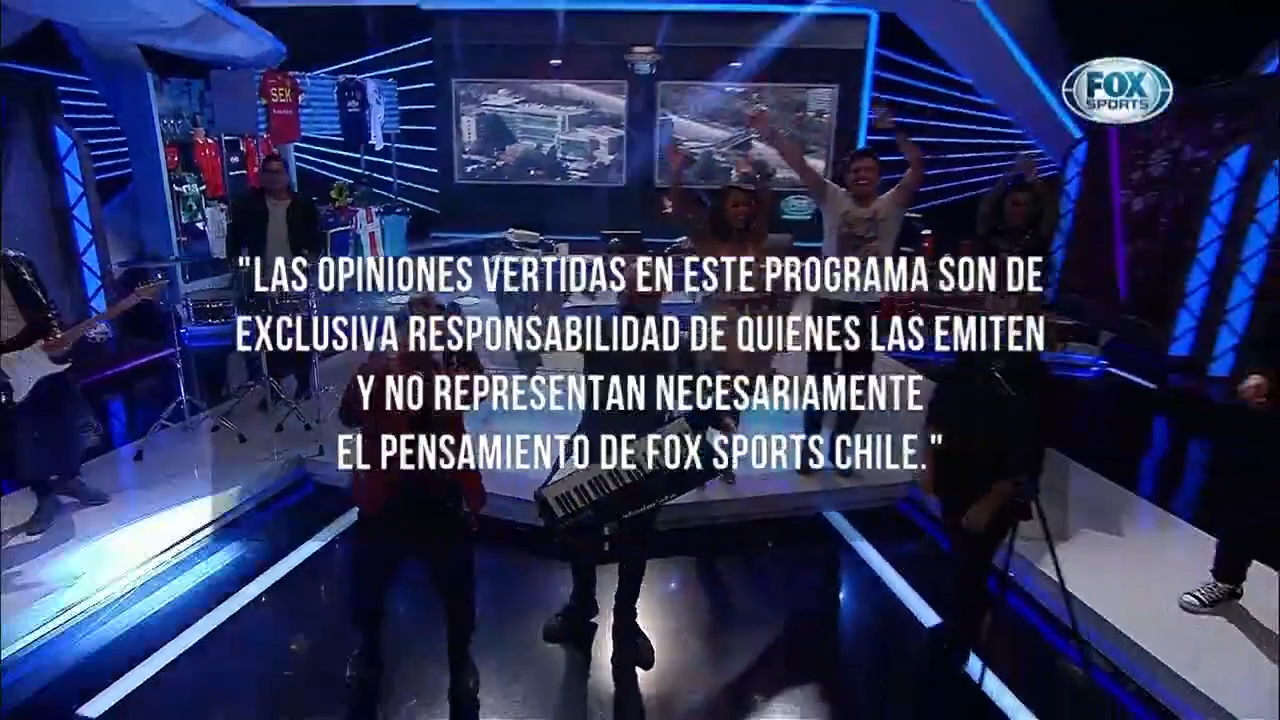 FOX
SPORTS
SEK
"LAS OPINIONES VERTIDAS EN ESTE PROGRAMA SON DE
EXCLUSIVA RESPONSABILIDAD DE QUIENES LAS EMITEN
Y NO REPRESENTAN NECESARIAMENTE
EL PENSAMIENTO DE FOX SPORTS CHILE."